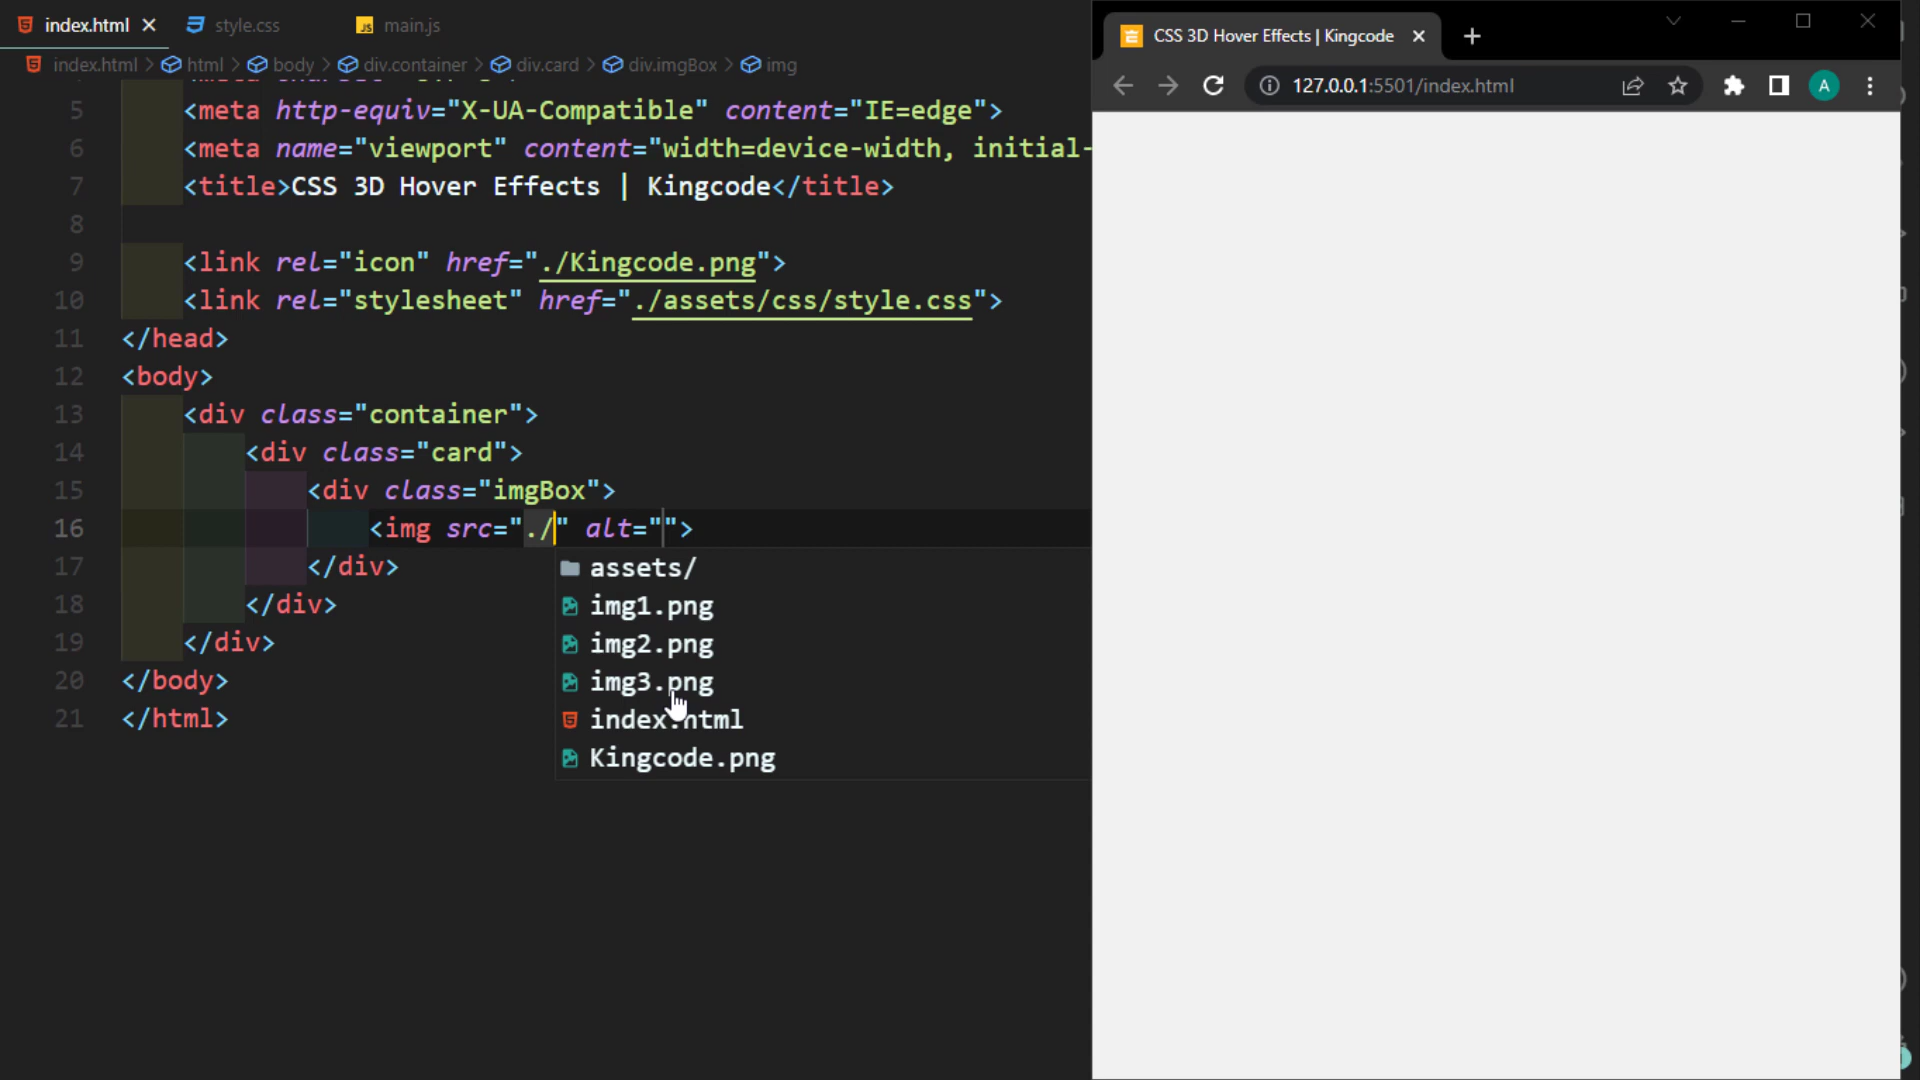 index.html
style.css
JS main.js
index.html > html > body > div.container > div.card > div.imgBox > img
5 <meta http-equiv="X-UA-Compatible" content="IE=edge">
6 <meta name="viewport" content="width=device-width, initial-
7 <title>CSS 3D Hover Effects | Kingcode</title>
8
9 <link rel="icon" href="./Kingcode.png">
10 <link rel="stylesheet" href="./assets/css/style.css">
11 </head>
12 <body>
13 <div class="container">
14 <div class="card">
15 <div class="imgBox">
16 <img src="./" alt="">
17 </div>
18 </div>
19 </div>
20 </body>
21 </html>
assets/
img1.png
img2.png
img3.png
index.html
Kingcode.png
CSS 3D Hover Effects | Kingcode
127.0.0.1:5501/index.html
A